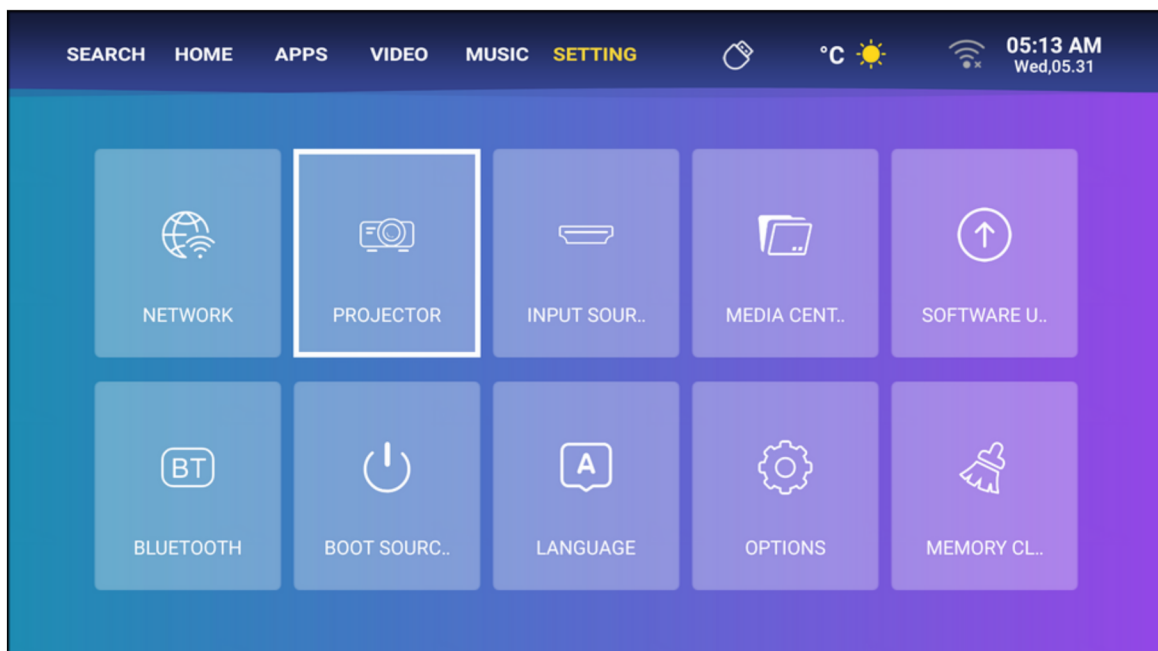 SEARCH HOME APPS VIDEO MUSIC SETTING °C 05:13 AM
Wed,05.31
NETWORK PROJECTOR INPUT SOUR.. MEDIA CENT.. SOFTWARE U..
BT A
BLUETOOTH BOOT SOURC.. LANGUAGE OPTIONS MEMORY CL..